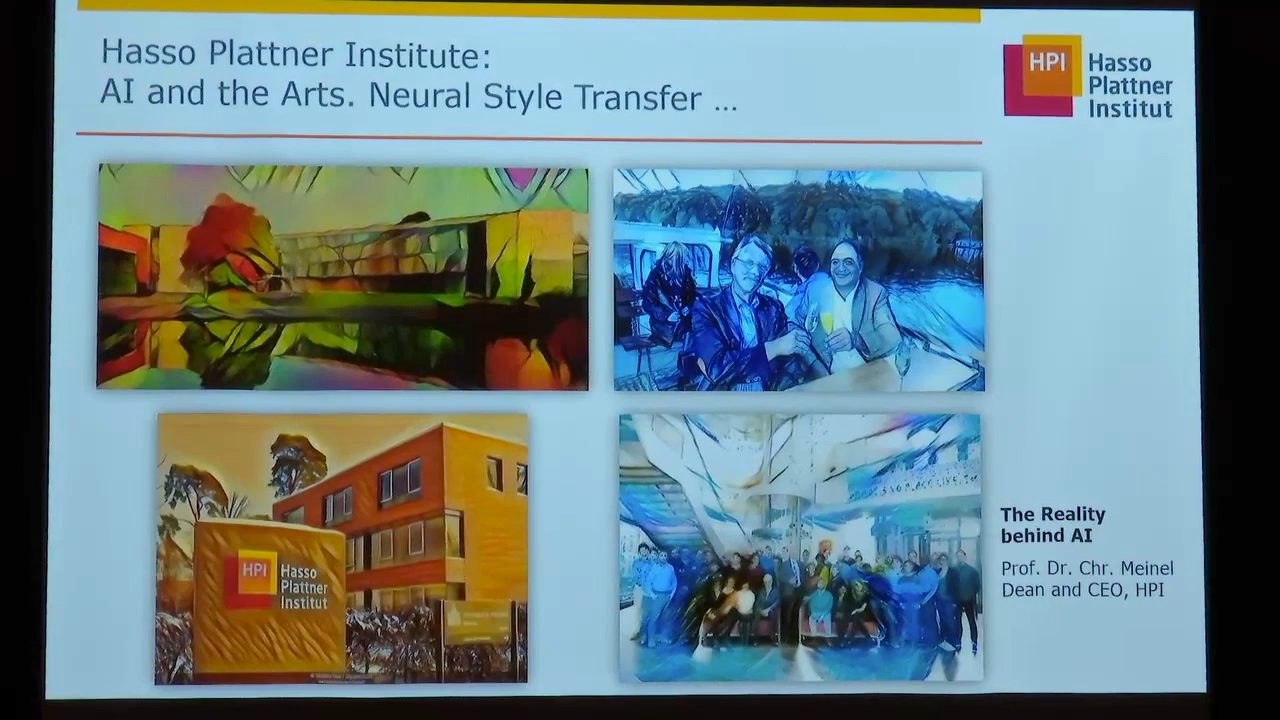 Hasso Plattner Institute:
AI and the Arts. Neural Style Transfer ...
HPI
Hasso
Plattner
Institut
HPI
Hasso
Plattner
Institut
The Reality
behind AI
Prof. Dr. Chr. Meinel
Dean and CEO, HPI